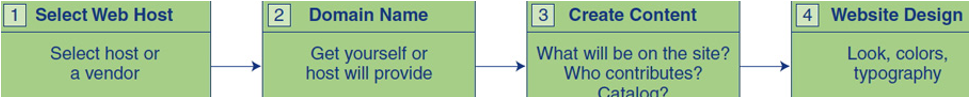 1 Select Web Host
Select host or
a vendor
2 Domain Name
Get yourself or
host will provide
3 Create Content
What will be on the site?
Who contributes?
Catalog?
4 Website Design
Look, colors,
typography